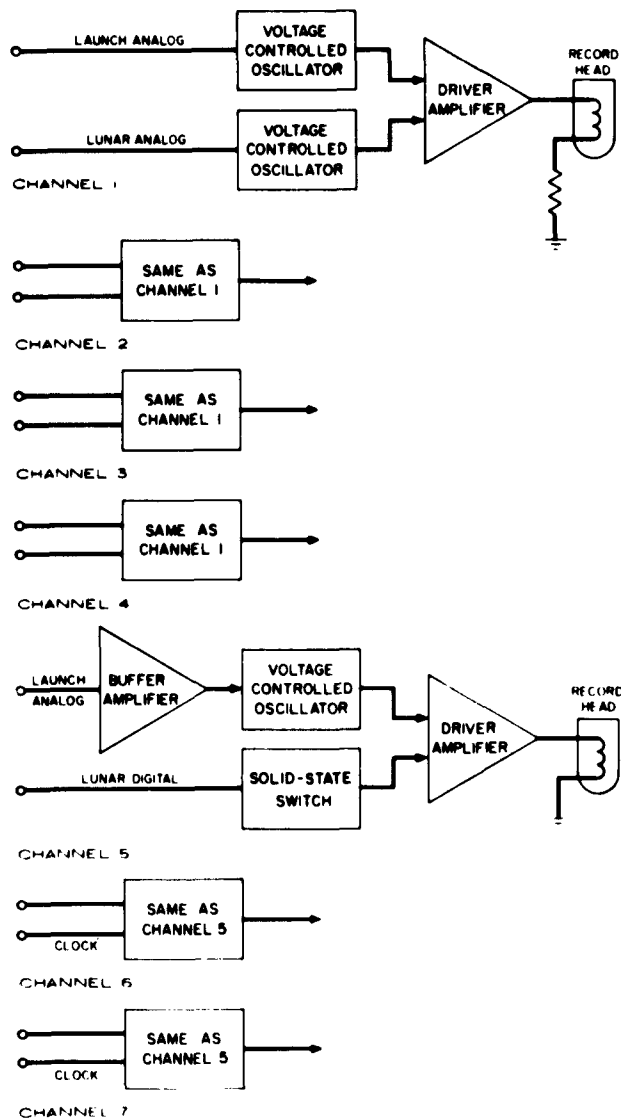 LAUNCH ANALOG
VOLTAGE
CONTROLLED
OSCILLATOR
DRIVER
AMPLIFIER
RECORD
HEAD
LUNAR ANALOG
VOLTAGE
CONTROLLED
OSCILLATOR
CHANNEL 1
SAME AS
CHANNEL 1
CHANNEL 2
SAME AS
CHANNEL 1
CHANNEL 3
SAME AS
CHANNEL 1
CHANNEL 4
LAUNCH
ANALOG
BUFFER
AMPLIFIER
VOLTAGE
CONTROLLED
OSCILLATOR
DRIVER
AMPLIFIER
RECORD
HEAD
LUNAR DIGITAL
SOLID-STATE
SWITCH
CHANNEL 5
SAME AS
CHANNEL 5
CLOCK
CHANNEL 6
SAME AS
CHANNEL 5
CLOCK
CHANNEL 7